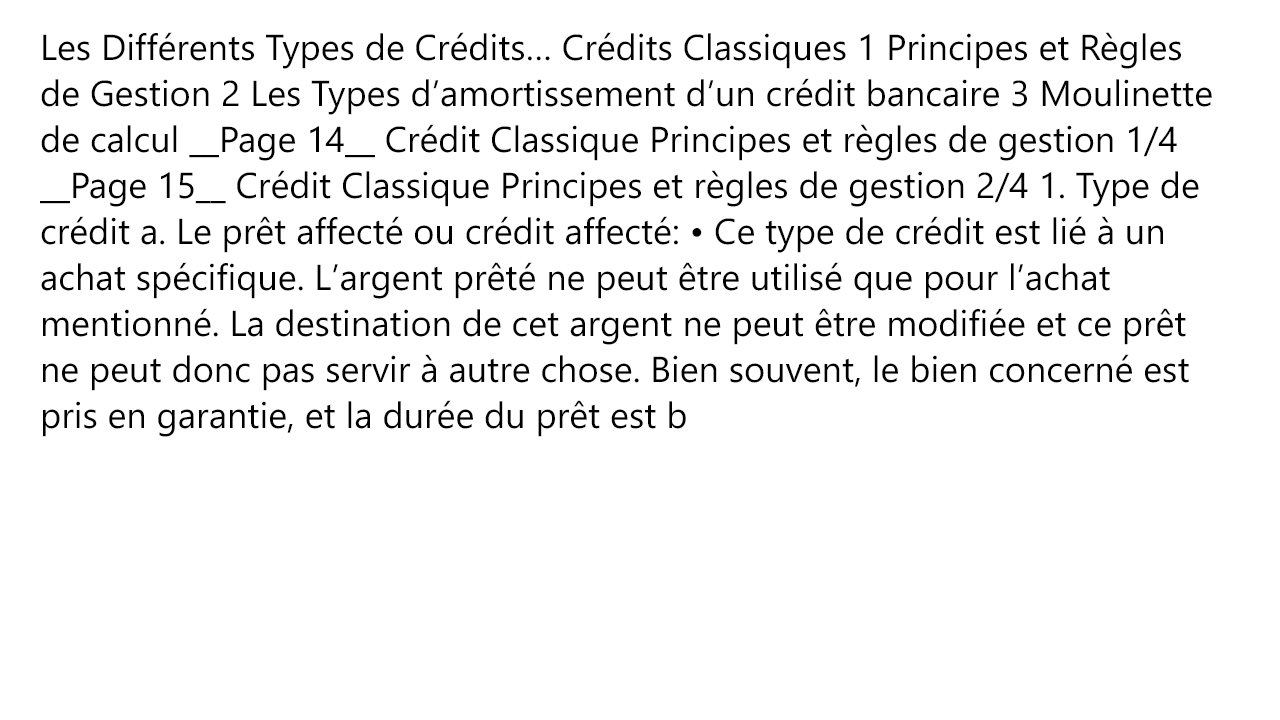 Les Différents Types de Crédits... Crédits Classiques 1 Principes et Règles
de Gestion 2 Les Types d’amortissement d’un crédit bancaire 3 Moulinette
de calcul __Page 14__ Crédit Classique Principes et règles de gestion 1/4
__Page 15__ Crédit Classique Principes et règles de gestion 2/4 1. Type de
crédit a. Le prêt affecté ou crédit affecté: • Ce type de crédit est lié à un
achat spécifique. L’argent prêté ne peut être utilisé que pour l’achat
mentionné. La destination de cet argent ne peut être modifiée et ce prêt
ne peut donc pas servir à autre chose. Bien souvent, le bien concerné est
pris en garantie, et la durée du prêt est b